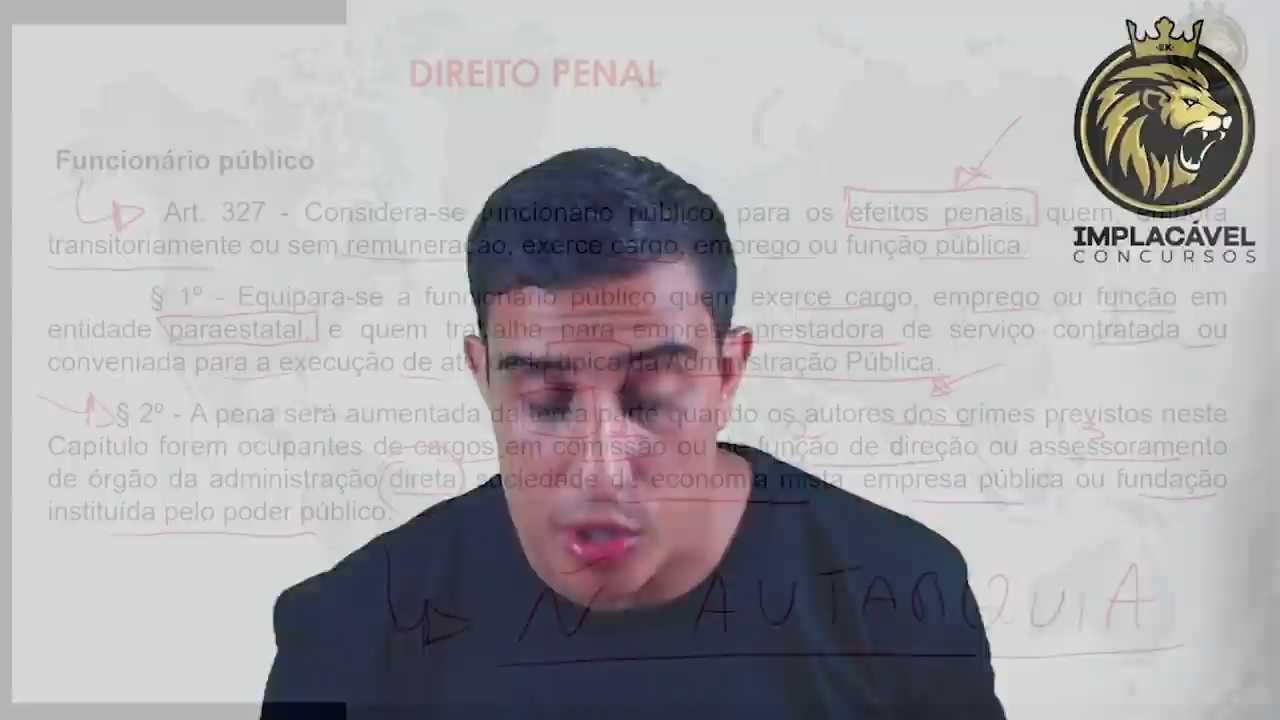 DIREITO PENAL
Funcionário público
Art. 327 - Considera-se funcionário público, para os efeitos penais, quem, embora
transitoriamente ou sem remuneração, exerce cargo, emprego ou função pública.
§ 1º - Equipara-se a funcionário público quem exerce cargo, emprego ou função em
entidade paraestatal, e quem trabalha para empresa prestadora de serviço contratada ou
conveniada para a execução de atividade típica da Administração Pública.
§ 2º - A pena será aumentada da terça parte quando os autores dos crimes previstos neste
Capítulo forem ocupantes de cargos em comissão ou de função de direção ou assessoramento
de órgão da administração direta, sociedade de economia mista, empresa pública ou fundação
instituída pelo poder público.
N AUTARQUIA
EK
IMPLACÁVEL
CONCURSOS